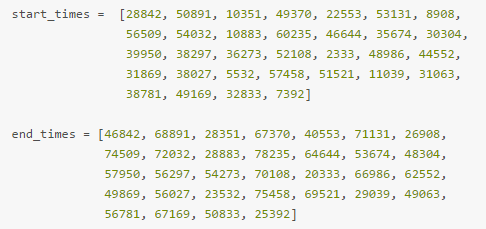 start_times =  [28842, 50891, 10351, 49370, 22553, 53131, 8908,
56509, 54032, 10883, 60235, 46644, 35674, 30304,
39950, 38297, 36273, 52108, 2333, 48986, 44552,
31869, 38027, 5532, 57458, 51521, 11039, 31063,
38781, 49169, 32833, 7392]
end_times = [46842, 68891, 28351, 67370, 40553, 71131, 26908,
74509, 72032, 28883, 78235, 64644, 53674, 48304,
57950, 56297, 54273, 70108, 20333, 66986, 62552,
49869, 56027, 23532, 75458, 69521, 29039, 49063,
56781, 67169, 50833, 25392]